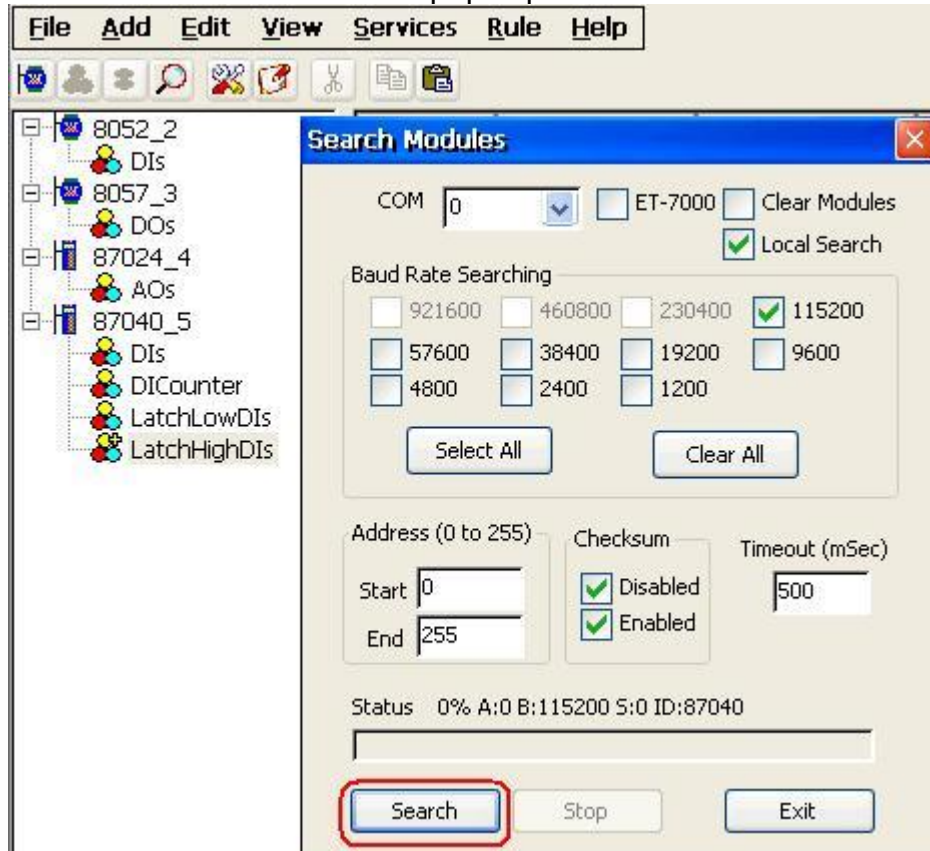 File Add Edit View Services Rule Help
8052_2
DIs
8057_3
DOs
87024_4
AOs
87040_5
DIs
DICounter
LatchLowDIs
LatchHighDIs
Search Modules
COM 0 ET-7000 Clear Modules
Local Search
Baud Rate Searching
921600 460800 230400 115200
57600 38400 19200 9600
4800 2400 1200
Select All Clear All
Address (0 to 255) Checksum Timeout (mSec)
Start 0 Disabled 500
End 255 Enabled
Status 0% A:0 B:115200 S:0 ID:87040
Search Stop Exit